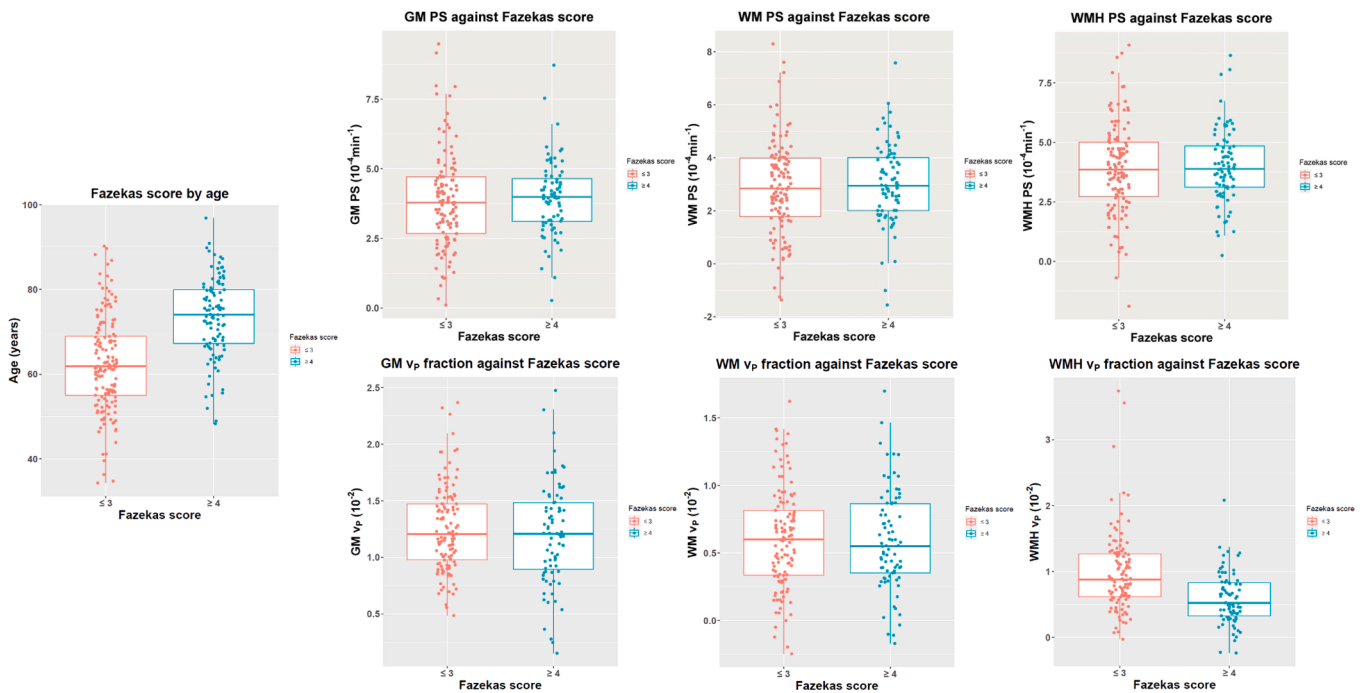 Fazekas score by age
Age (years)
100
80
60
40
≤ 3
≥ 4
Fazekas score
Fazekas score
≤ 3
≥ 4
GM PS against Fazekas score
GM PS (10⁻⁴min⁻¹)
7.5
5.0
2.5
0.0
≤ 3
≥ 4
Fazekas score
Fazekas score
≤ 3
≥ 4
WM PS against Fazekas score
WM PS (10⁻⁴min⁻¹)
8
6
4
2
0
-2
≤ 3
≥ 4
Fazekas score
Fazekas score
≤ 3
≥ 4
WMH PS against Fazekas score
WMH PS (10⁻⁴min⁻¹)
7.5
5.0
2.5
0.0
≤ 3
≥ 4
Fazekas score
Fazekas score
≤ 3
≥ 4
GM vₚ fraction against Fazekas score
GM vₚ (10⁻²)
2.5
2.0
1.5
1.0
0.5
≤ 3
≥ 4
Fazekas score
Fazekas score
≤ 3
≥ 4
WM vₚ fraction against Fazekas score
WM vₚ (10⁻²)
1.5
1.0
0.5
0.0
≤ 3
≥ 4
Fazekas score
Fazekas score
≤ 3
≥ 4
WMH vₚ fraction against Fazekas score
WMH vₚ (10⁻²)
3
2
1
0
≤ 3
≥ 4
Fazekas score
Fazekas score
≤ 3
≥ 4